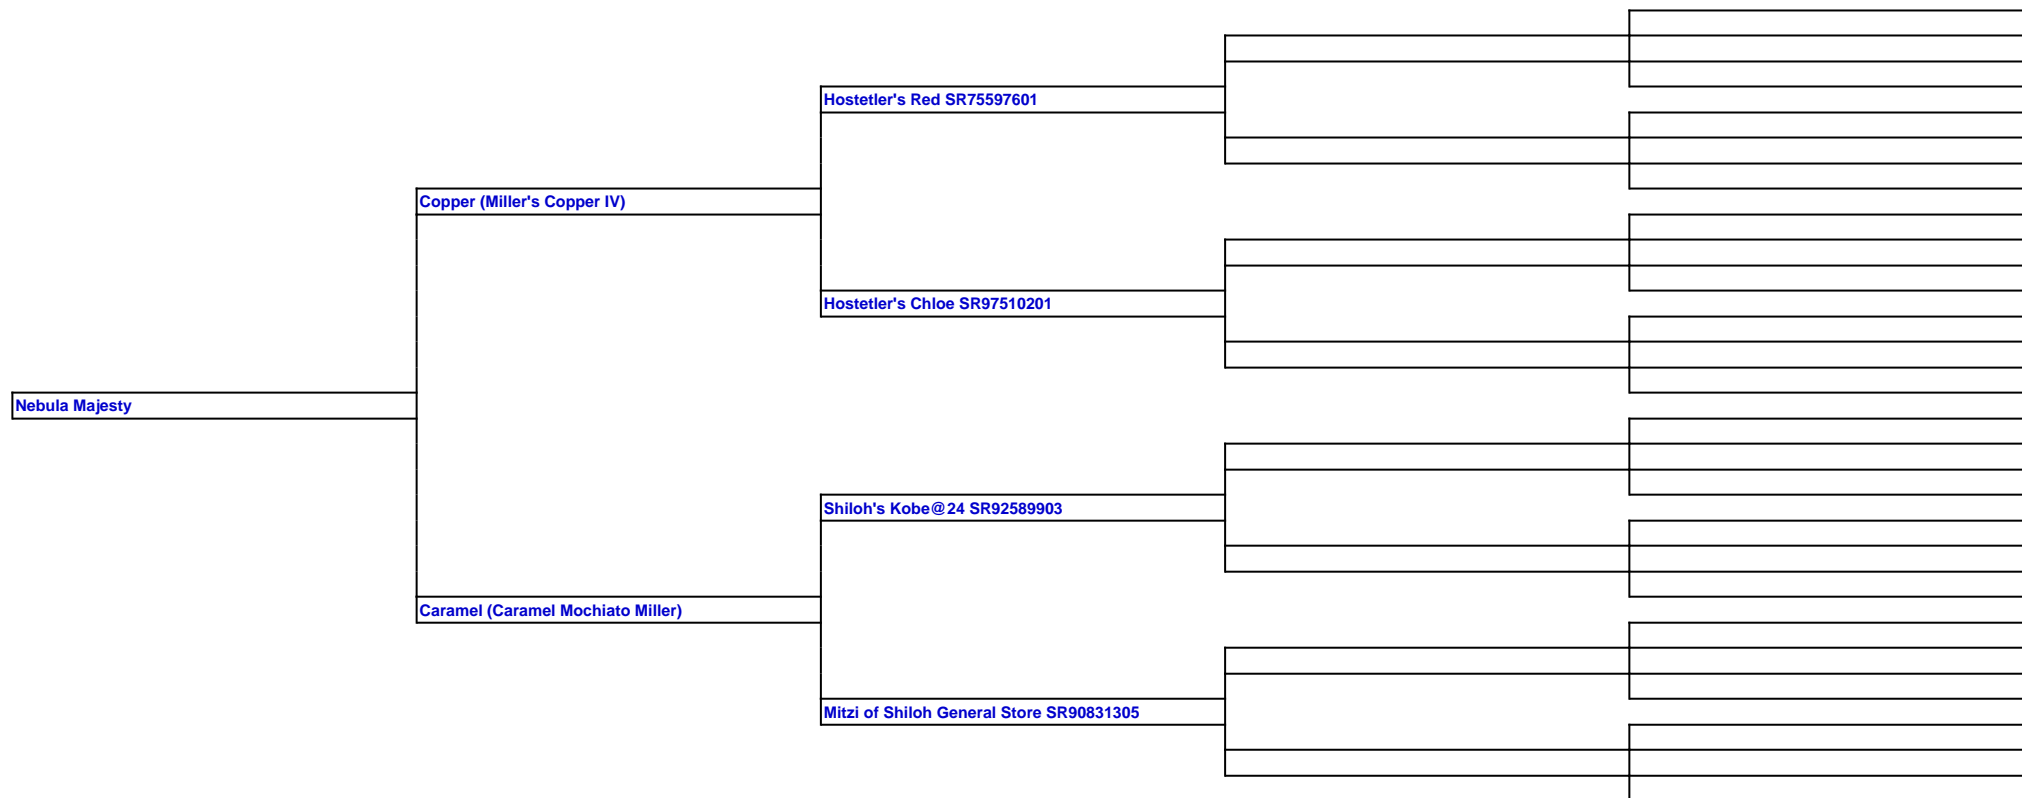 Hostetler's Red SR75597601
Copper (Miller's Copper IV)
Hostetler's Chloe SR97510201
Nebula Majesty
Shiloh's Kobe@24 SR92589903
Caramel (Caramel Mochiato Miller)
Mitzi of Shiloh General Store SR90831305